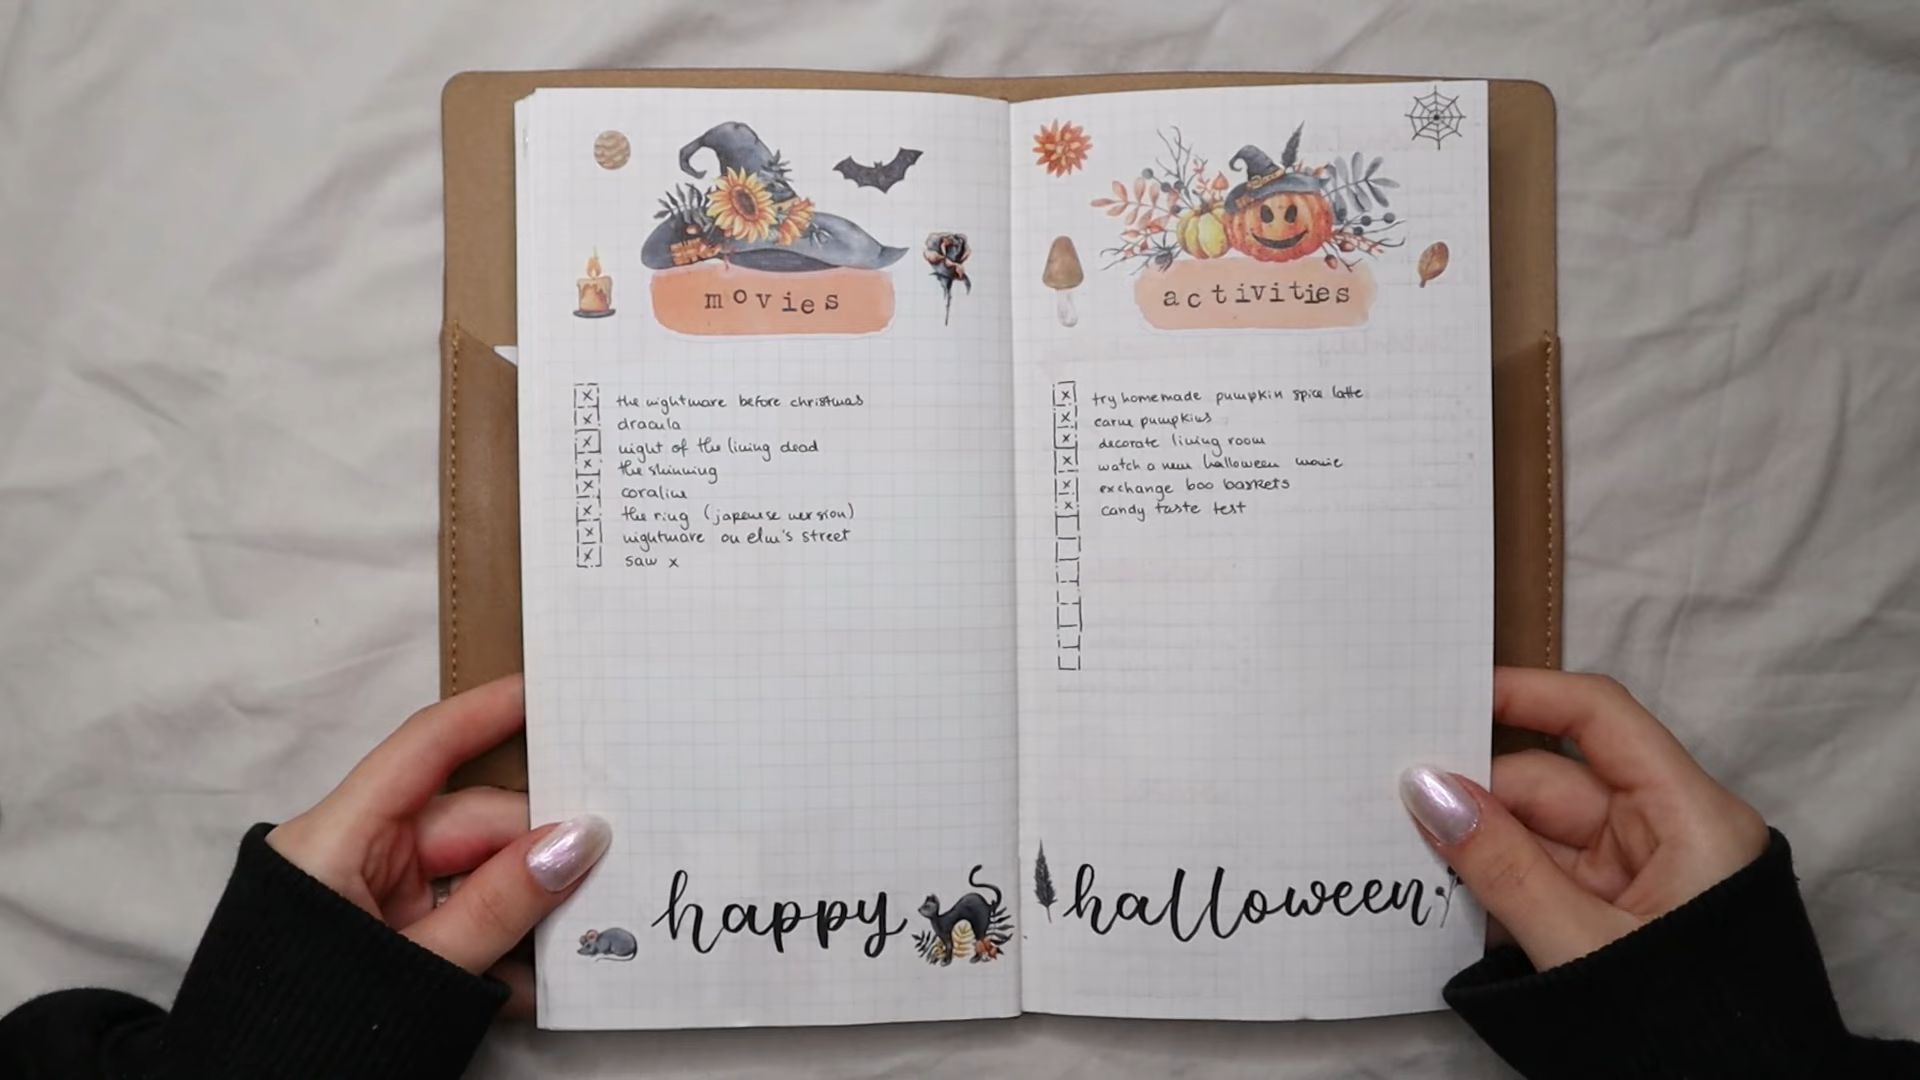 movies
the nightmare before christmas
dracula
night of the living dead
the shinning
coraline
the ring (japenese version)
nightmare on elm's street
saw x
happy
activities
try homemade pumpkin spice latte
carve pumpkins
decorate living room
watch a new halloween movie
exchange boo baskets
candy taste test
halloween